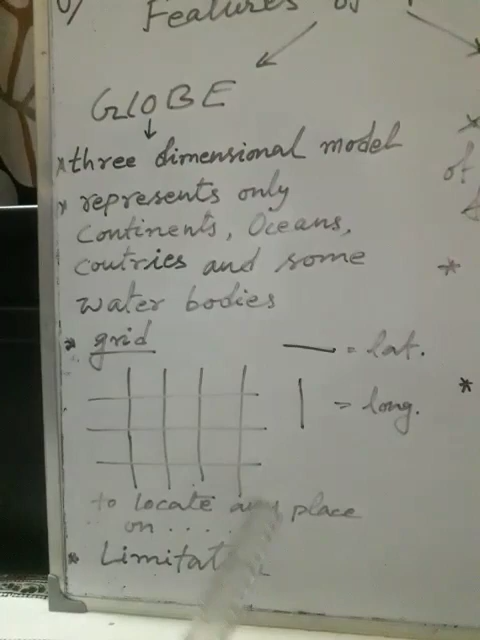 Features of
GLOBE
* three dimensional model
* represents only
Continents, Oceans,
coutries and some
water bodies
* grid
— = lat.
| = long.
to locate any place
on ....
* Limitation
*
of
*
*